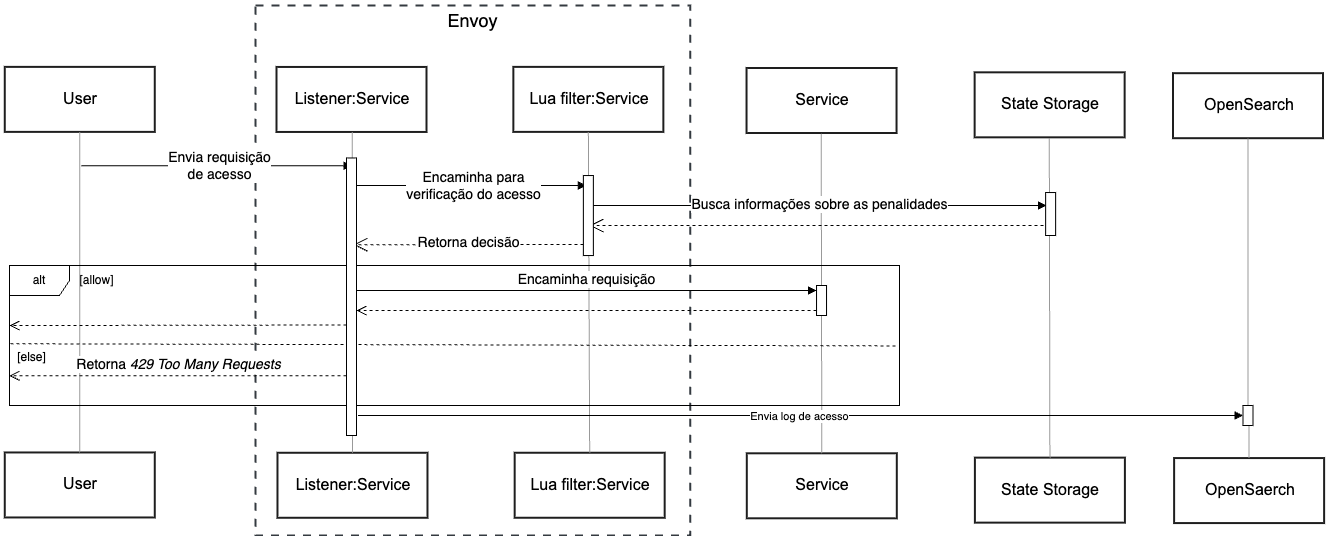 Envoy
User
Listener:Service
Lua filter:Service
Service
State Storage
OpenSearch
Envia requisição
de acesso
Encaminha para
verificação do acesso
Busca informações sobre as penalidades
Retorna decisão
alt
[allow]
Encaminha requisição
[else]
Retorna 429 Too Many Requests
Envia log de acesso
User
Listener:Service
Lua filter:Service
Service
State Storage
OpenSaerch